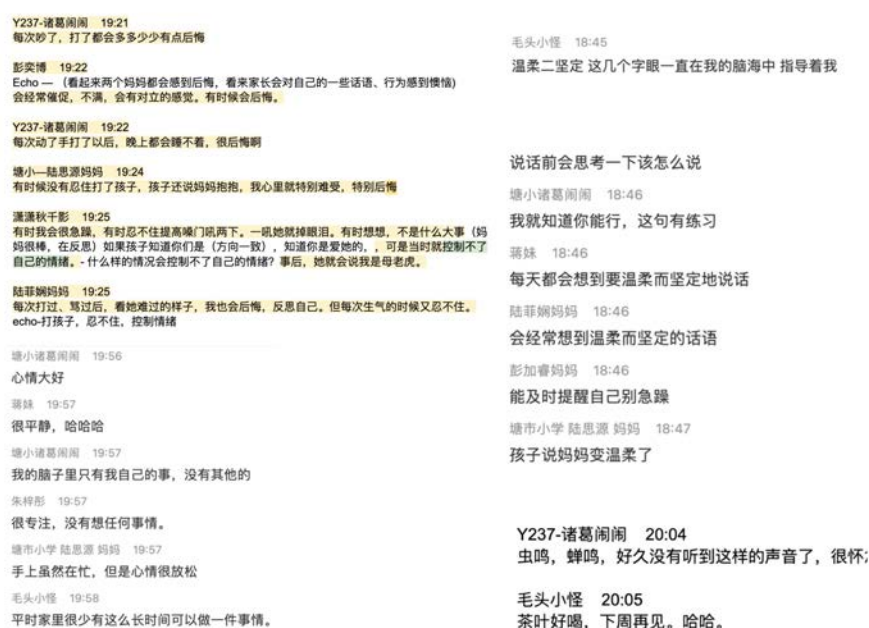 Y237-诸葛闹闹 19:21
每次吵了，打了都会多多少少有点后悔
彭奕博 19:22
Echo — （看起来两个妈妈都会感到后悔，看来家长会对自己的一些话语、行为感到懊恼)
会经常催促，不满，会有对立的感觉。有时候会后悔。
Y237-诸葛闹闹 19:22
每次动了手打了以后，晚上都会睡不着，很后悔啊
塘小—陆思源妈妈 19:24
有时候没有忍住打了孩子，孩子还说妈妈抱抱，我心里就特别难受，特别后悔
潇潇秋千影 19:25
有时我会很急躁，有时忍不住提高嗓门吼两下。一吼她就掉眼泪。有时想想，不是什么大事（妈
妈很棒，在反思）如果孩子知道你们是（方向一致），知道你是爱她的，，可是当时就控制不了
自己的情绪。- 什么样的情况会控制不了自己的情绪？事后，她就会说我是母老虎。
陆菲娴妈妈 19:25
每次打过、骂过后，看她难过的样子，我也会后悔，反思自己。但每次生气的时候又忍不住。
echo-打孩子，忍不住，控制情绪
塘小诸葛闹闹 19:56
心情大好
蒋妹 19:57
很平静，哈哈哈
塘小诸葛闹闹 19:57
我的脑子里只有我自己的事，没有其他的
朱梓彤 19:57
很专注，没有想任何事情。
塘市小学 陆思源 妈妈 19:57
手上虽然在忙，但是心情很放松
毛头小怪 19:58
平时家里很少有这么长时间可以做一件事情。
毛头小怪 18:45
温柔二坚定 这几个字眼一直在我的脑海中 指导着我
说话前会思考一下该怎么说
塘小诸葛闹闹 18:46
我就知道你能行，这句有练习
蒋妹 18:46
每天都会想到要温柔而坚定地说话
陆菲娴妈妈 18:46
会经常想到温柔而坚定的话语
彭加睿妈妈 18:46
能及时提醒自己别急躁
塘市小学 陆思源 妈妈 18:47
孩子说妈妈变温柔了
Y237-诸葛闹闹 20:04
虫鸣，蝉鸣，好久没有听到这样的声音了，很怀
毛头小怪 20:05
茶叶好喝，下周再见。哈哈。